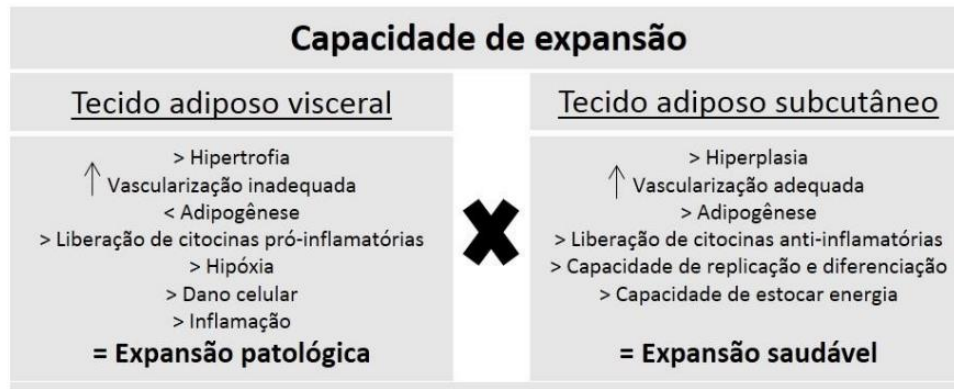 Capacidade de expansão
Tecido adiposo visceral
> Hipertrofia
↑ Vascularização inadequada
< Adipogênese
> Liberação de citocinas pró-inflamatórias
> Hipóxia
> Dano celular
> Inflamação
= Expansão patológica
Tecido adiposo subcutâneo
> Hiperplasia
↑ Vascularização adequada
> Adipogênese
> Liberação de citocinas anti-inflamatórias
> Capacidade de replicação e diferenciação
> Capacidade de estocar energia
= Expansão saudável